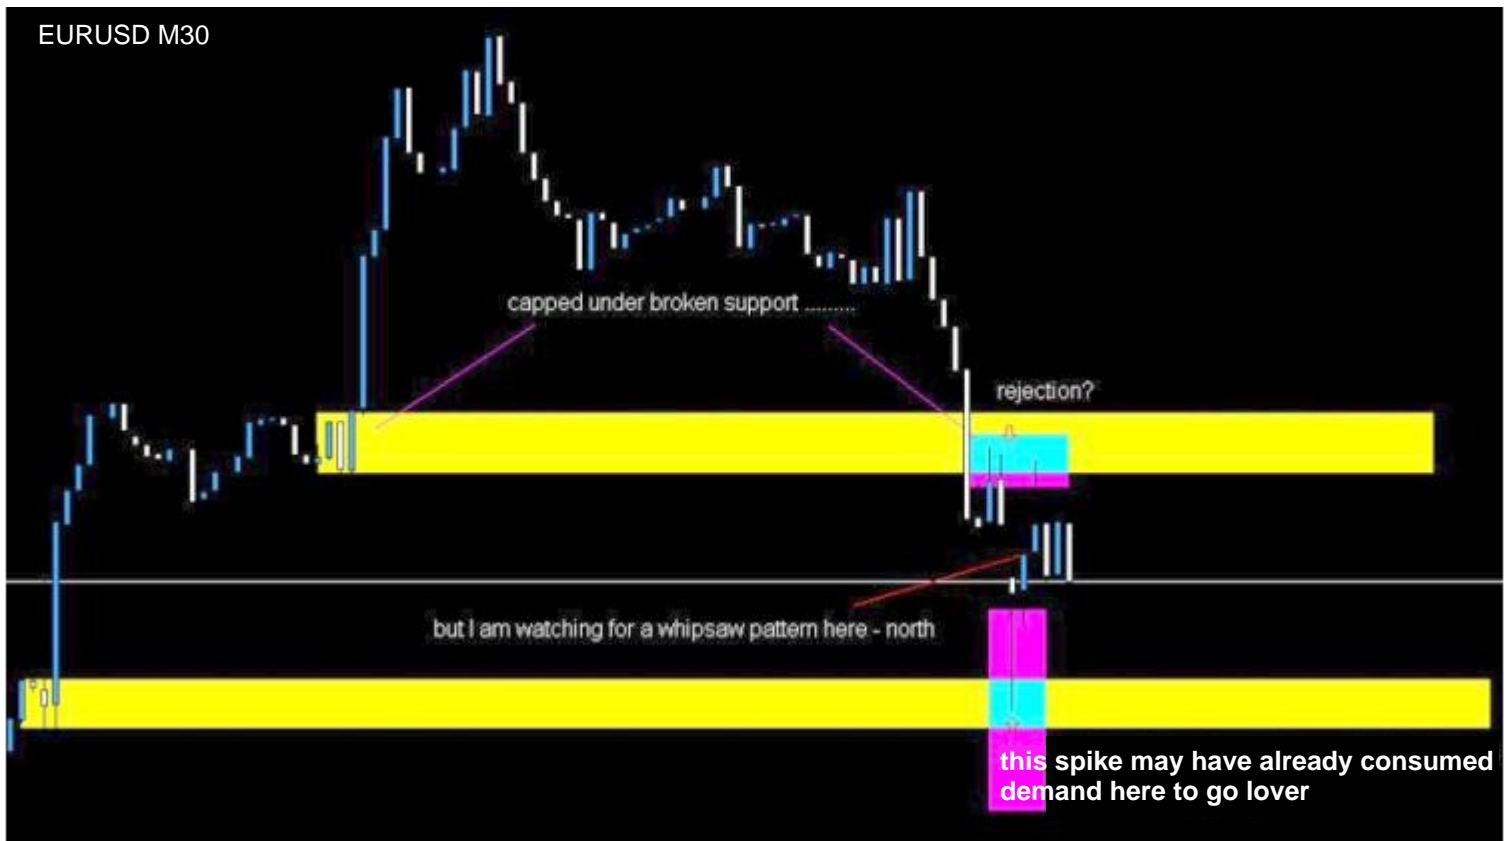 EURUSD M30
capped under broken support .........
rejection?
but I am watching for a whipsaw pattern here - north
this spike may have already consumed
demand here to go lover